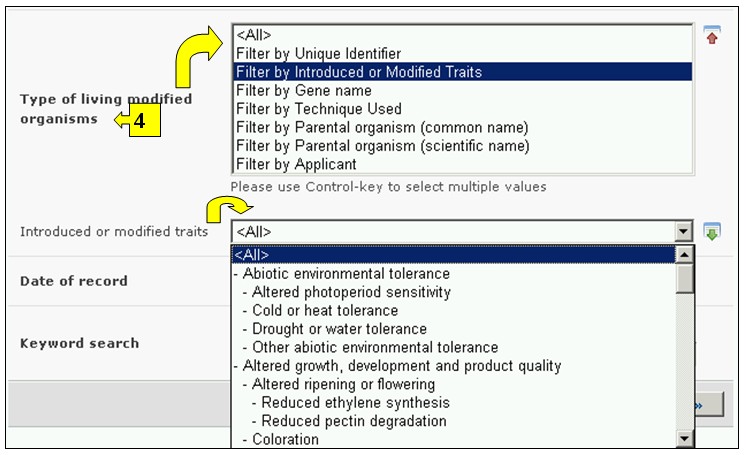 <All>
Filter by Unique Identifier
Filter by Introduced or Modified Traits
Filter by Gene name
Filter by Technique Used
Filter by Parental organism (common name)
Filter by Parental organism (scientific name)
Filter by Applicant
Type of living modified
organisms
4
Please use Control-key to select multiple values
Introduced or modified traits
<All>
<All>
- Abiotic environmental tolerance
- Altered photoperiod sensitivity
- Cold or heat tolerance
- Drought or water tolerance
- Other abiotic environmental tolerance
- Altered growth, development and product quality
- Altered ripening or flowering
- Reduced ethylene synthesis
- Reduced pectin degradation
- Coloration
Date of record
Keyword search
»